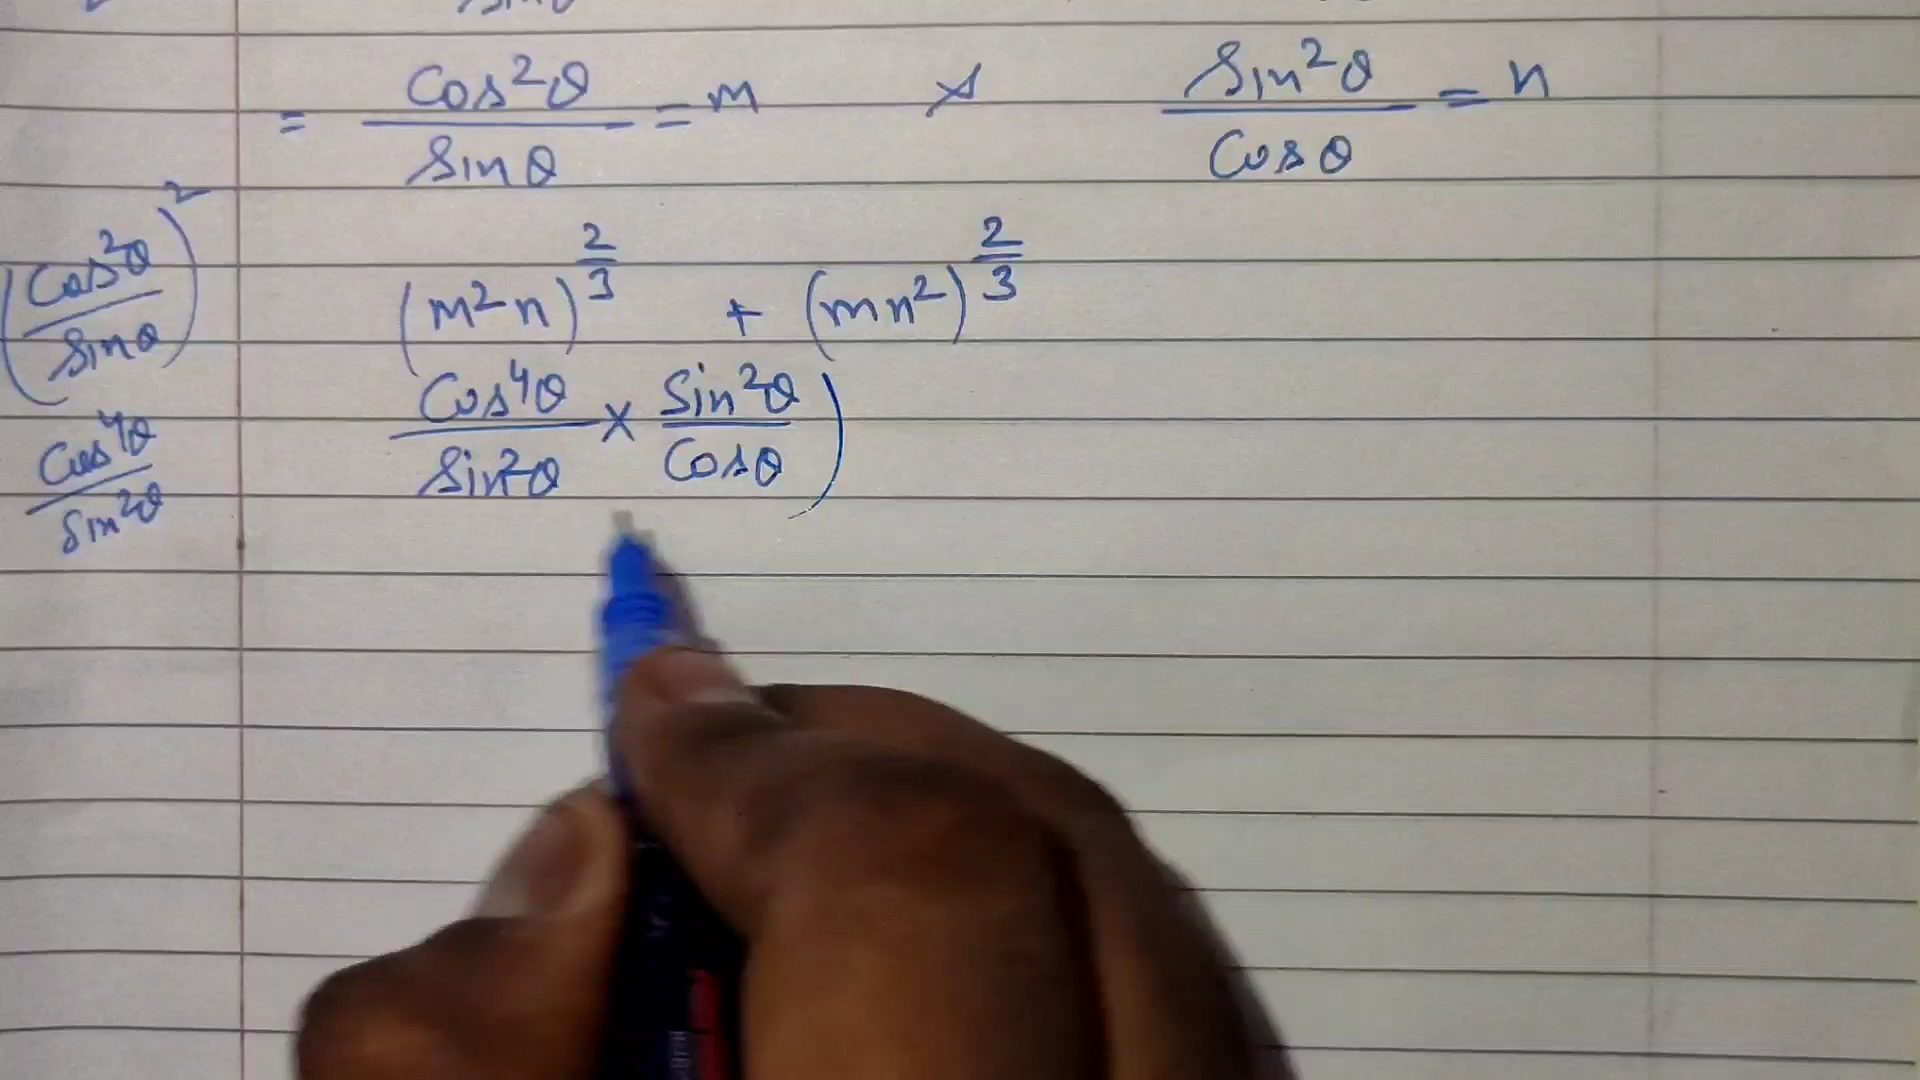 = Cos²θ / Sinθ = m & Sin²θ / Cosθ = n
(Cos²θ / Sinθ)²
(m²n)^(2/3) + (mn²)^(2/3)
Cos⁴θ / Sin²θ × Sin²θ / Cosθ )
Cos⁴θ / Sin²θ